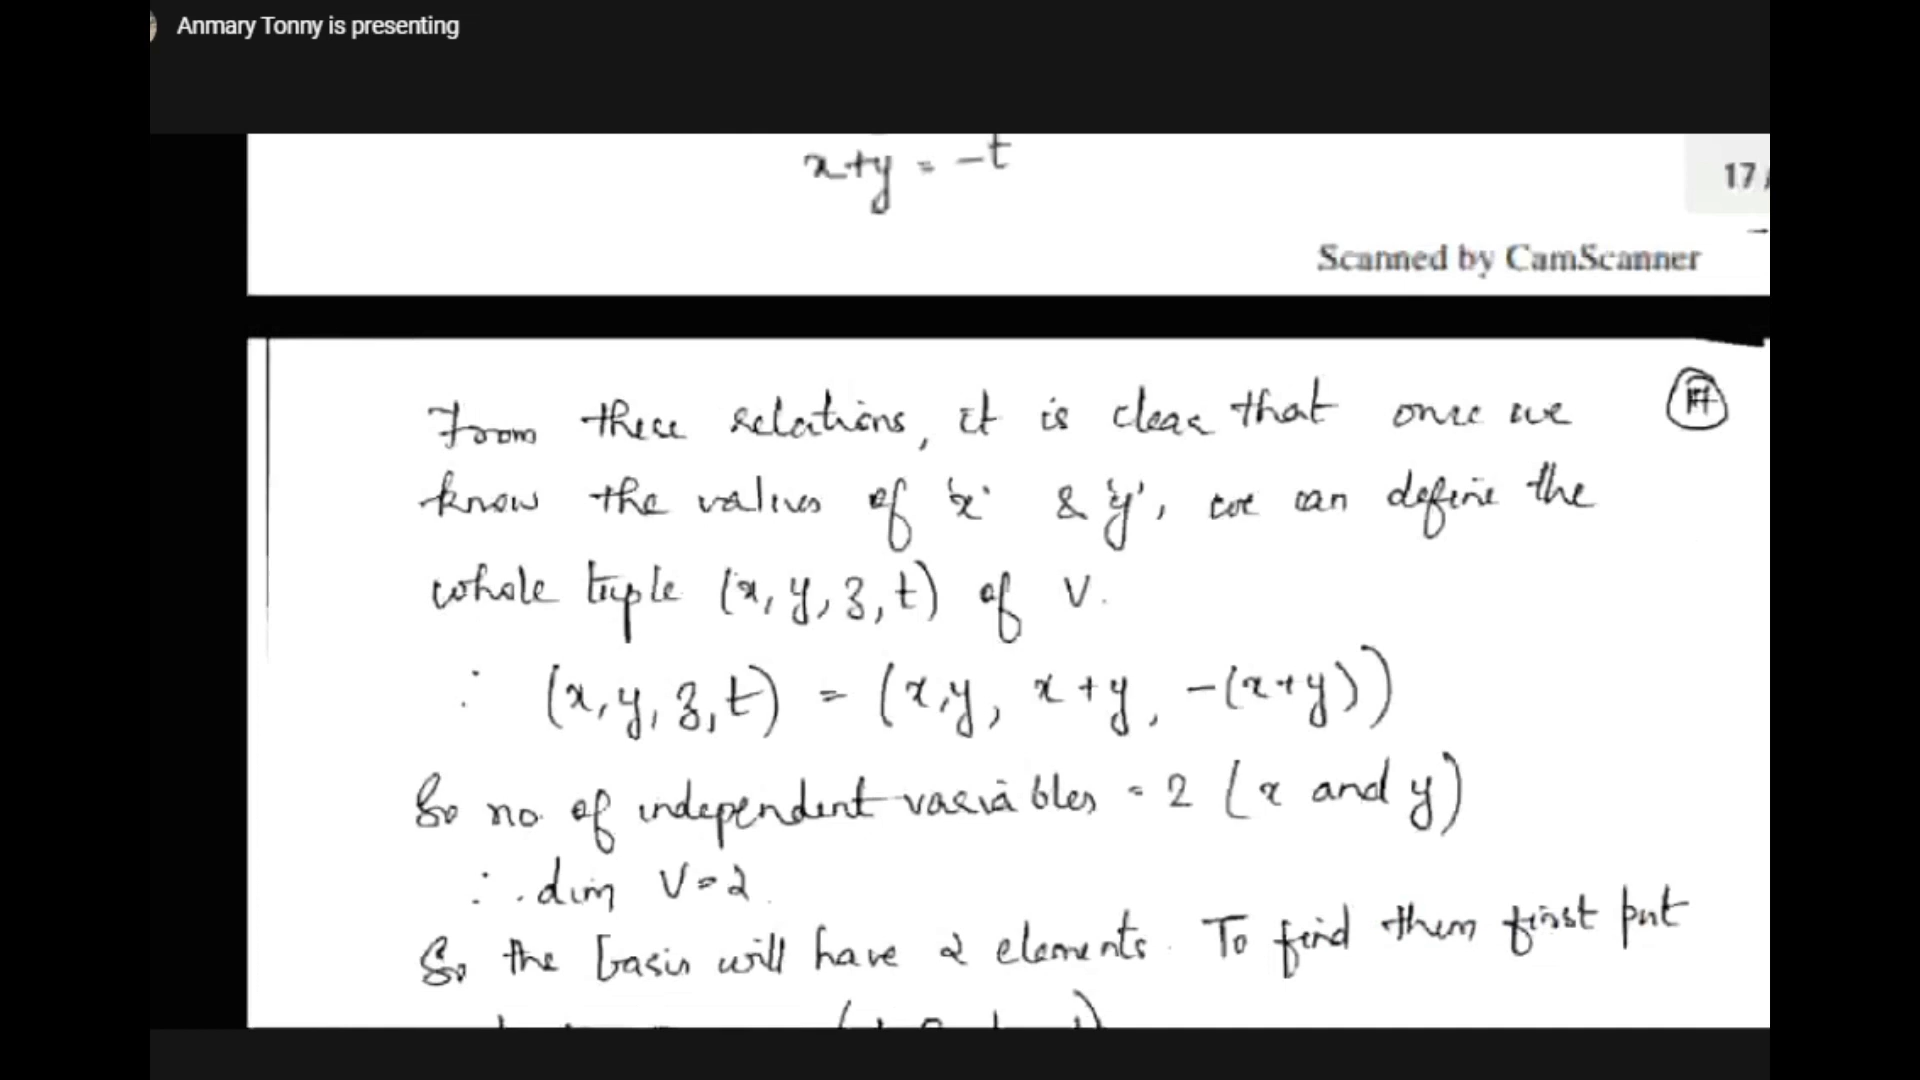 Anmary Tonny is presenting
x+y = -t
17
Scanned by CamScanner
From these relations, it is clear that once we
know the values of 'x' & 'y', we can define the
whole tuple (x, y, z, t) of V.
∴ (x, y, z, t) = (x, y, x + y, -(x+y))
So no. of independent variables = 2 (x and y)
∴ dim V = 2.
So the basis will have 2 elements. To find them first put